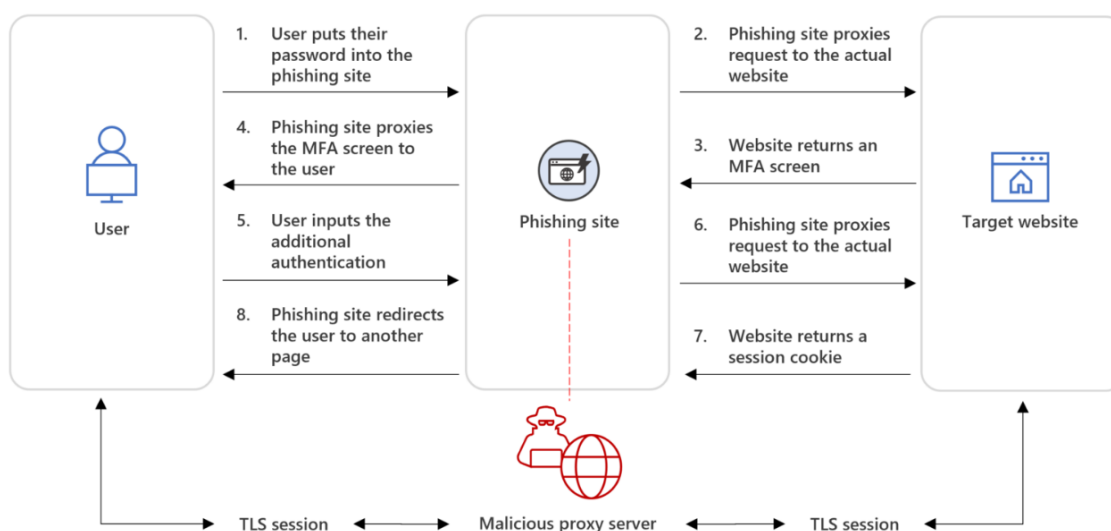 1. User puts their
password into the
phishing site
2. Phishing site proxies
request to the actual
website
4. Phishing site proxies
the MFA screen to
the user
3. Website returns an
MFA screen
User
Phishing site
Target website
5. User inputs the
additional
authentication
6. Phishing site proxies
request to the actual
website
8. Phishing site redirects
the user to another
page
7. Website returns a
session cookie
TLS session
Malicious proxy server
TLS session